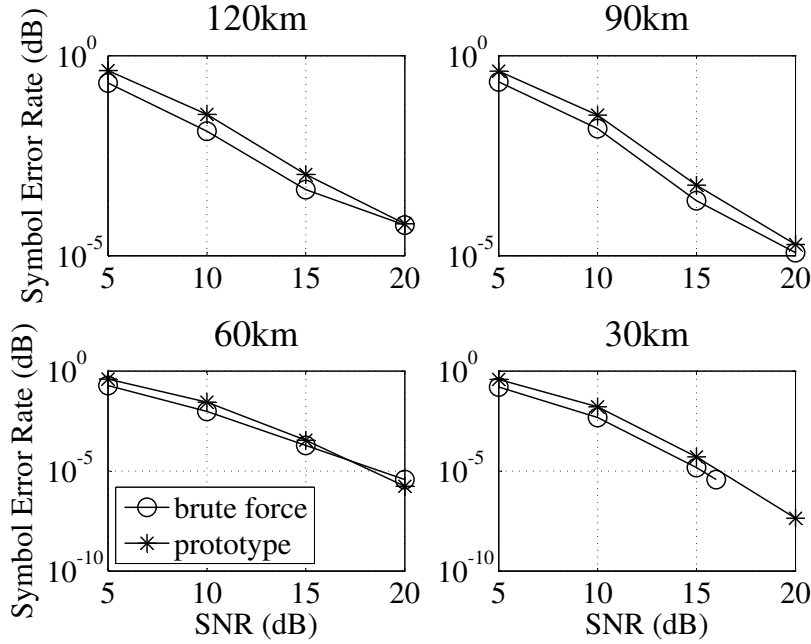 120km
90km
Symbol Error Rate (dB)
10^0
10^-5
5 10 15 20
10^0
10^-5
5 10 15 20
60km
30km
Symbol Error Rate (dB)
10^0
10^-5
10^-10
5 10 15 20
SNR (dB)
brute force
prototype
10^0
10^-5
10^-10
5 10 15 20
SNR (dB)